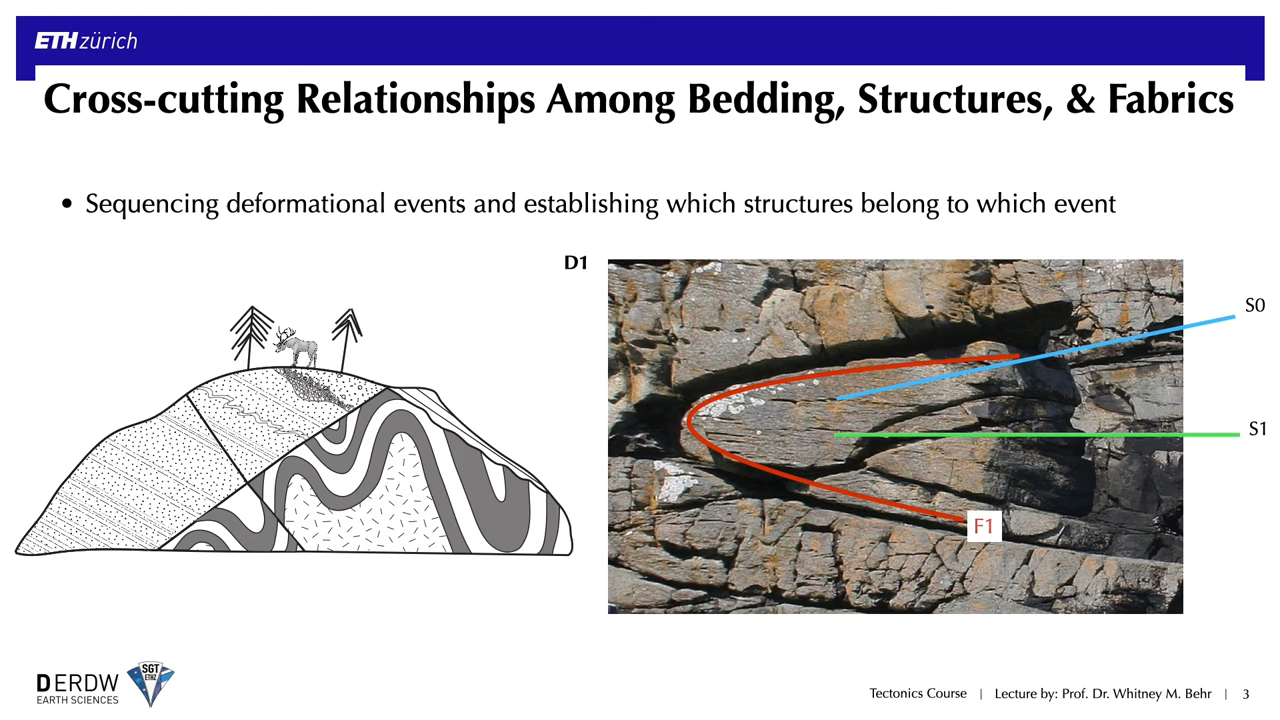 ETH zürich
Cross-cutting Relationships Among Bedding, Structures, & Fabrics
• Sequencing deformational events and establishing which structures belong to which event
D1
S0
S1
F1
SGT
ETHZ
DERDW
EARTH SCIENCES
Tectonics Course | Lecture by: Prof. Dr. Whitney M. Behr | 3